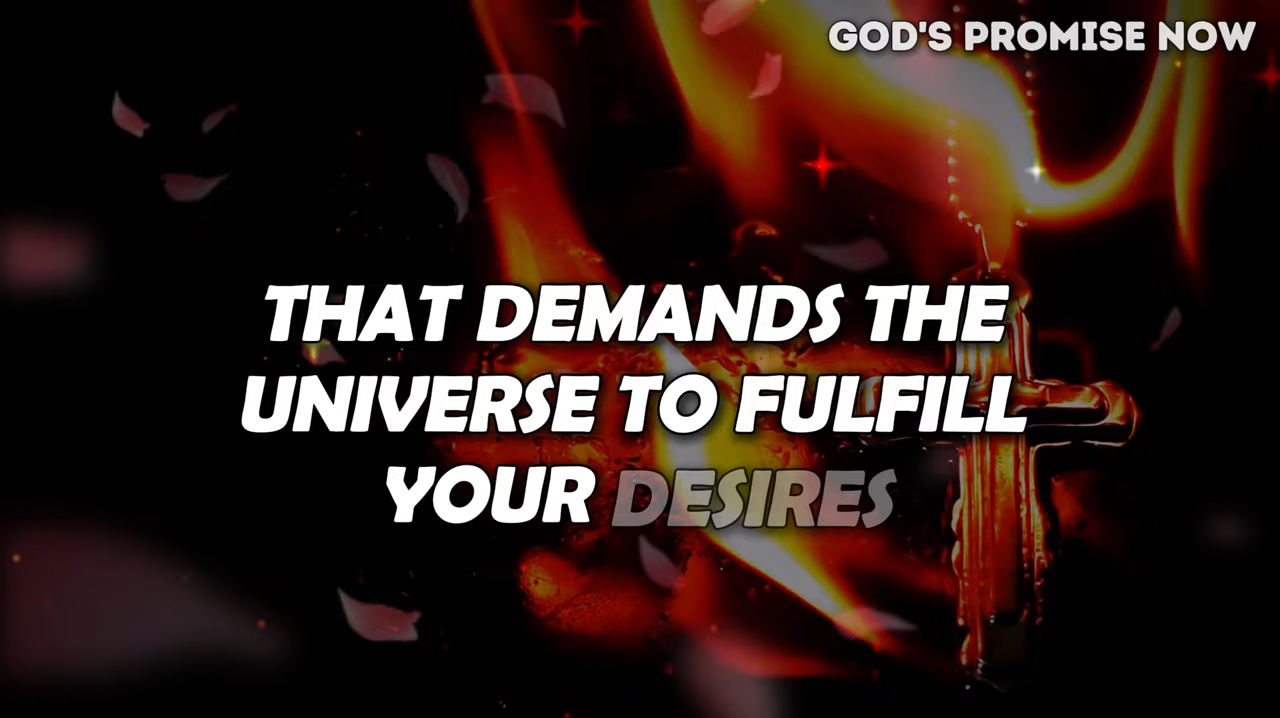 GOD'S PROMISE NOW
THAT DEMANDS THE
UNIVERSE TO FULFILL
YOUR DESIRES